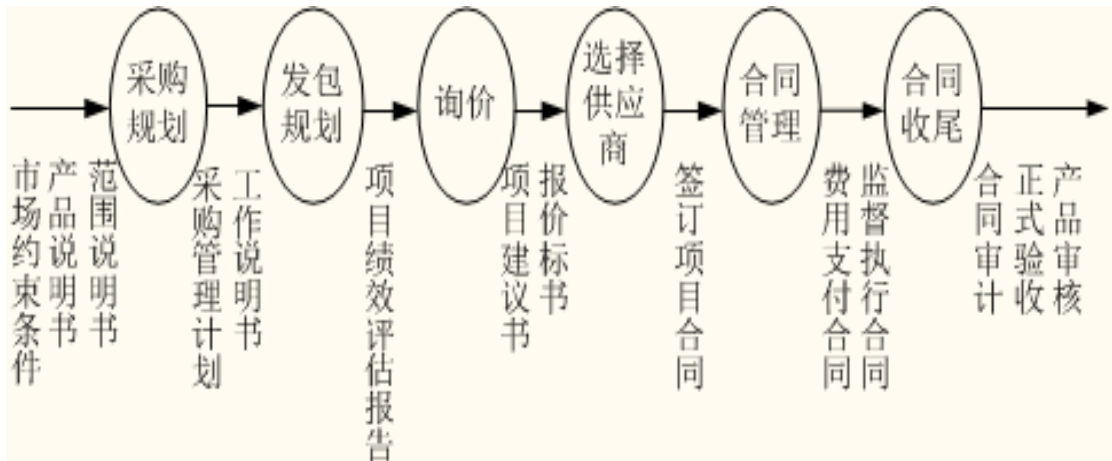 采购
规划
发包
规划
询价
选择
供应
商
合同
管理
合同
收尾
市场约束条件
产品说明书
范围说明书
采购管理计划
工作说明书
项目绩效评估报告
项目建议书
报价标书
签订项目合同
费用支付合同
监督执行合同
合同审计
正式验收
产品审核